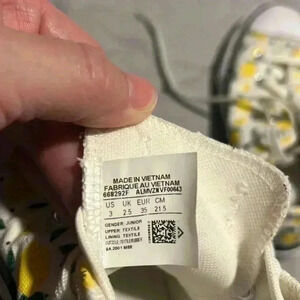 MADE IN VIETNAM
FABRIQUE AU VIETNAM
668292F ALMVZWVF00643
US UK EUR CM
3 2.5 35 21.5
GENDER JUNIOR
UPPER TEXTILE
LINING TEXTILE